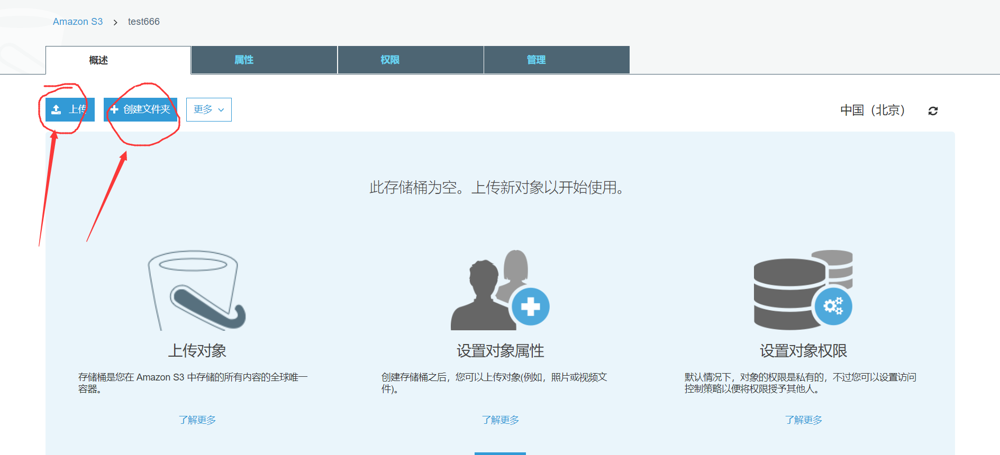 Amazon S3 > test666
概述 属性 权限 管理
上传 创建文件夹 更多 中国（北京）
此存储桶为空。上传新对象以开始使用。
上传对象
存储桶是您在 Amazon S3 中存储的所有内容的全球唯一
容器。
了解更多
设置对象属性
创建存储桶之后，您可以上传对象(例如，照片或视频文
件)。
了解更多
设置对象权限
默认情况下，对象的权限是私有的，不过您可以设置访问
控制策略以便将权限授予其他人。
了解更多